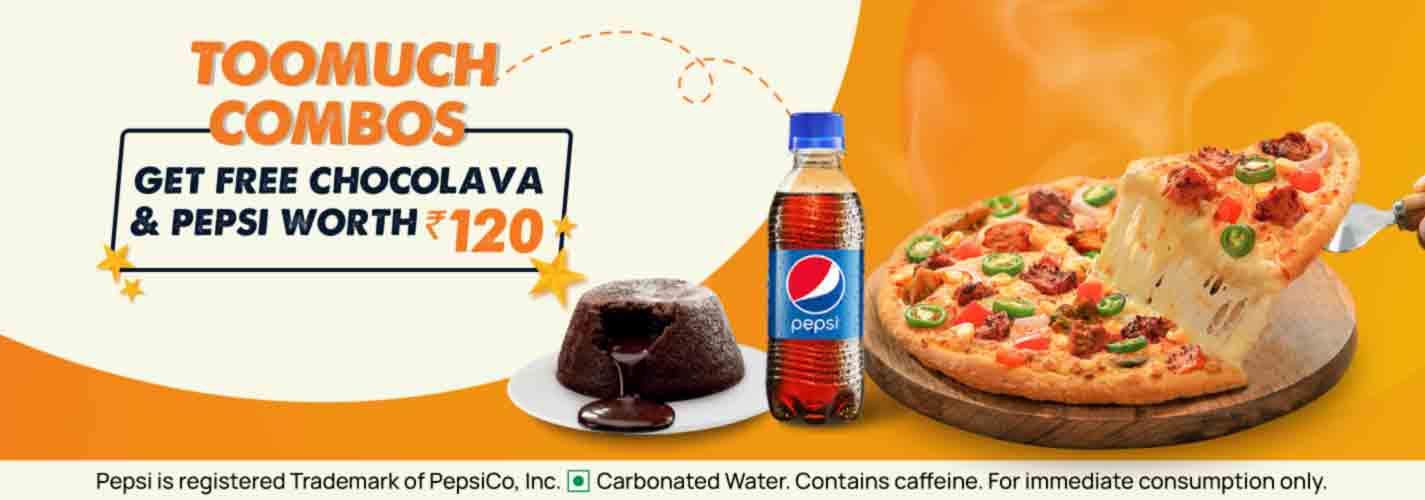 TOOMUCH
COMBOS
GET FREE CHOCOLAVA
& PEPSI WORTH ₹120
pepsi
Pepsi is registered Trademark of PepsiCo, Inc. Carbonated Water. Contains caffeine. For immediate consumption only.